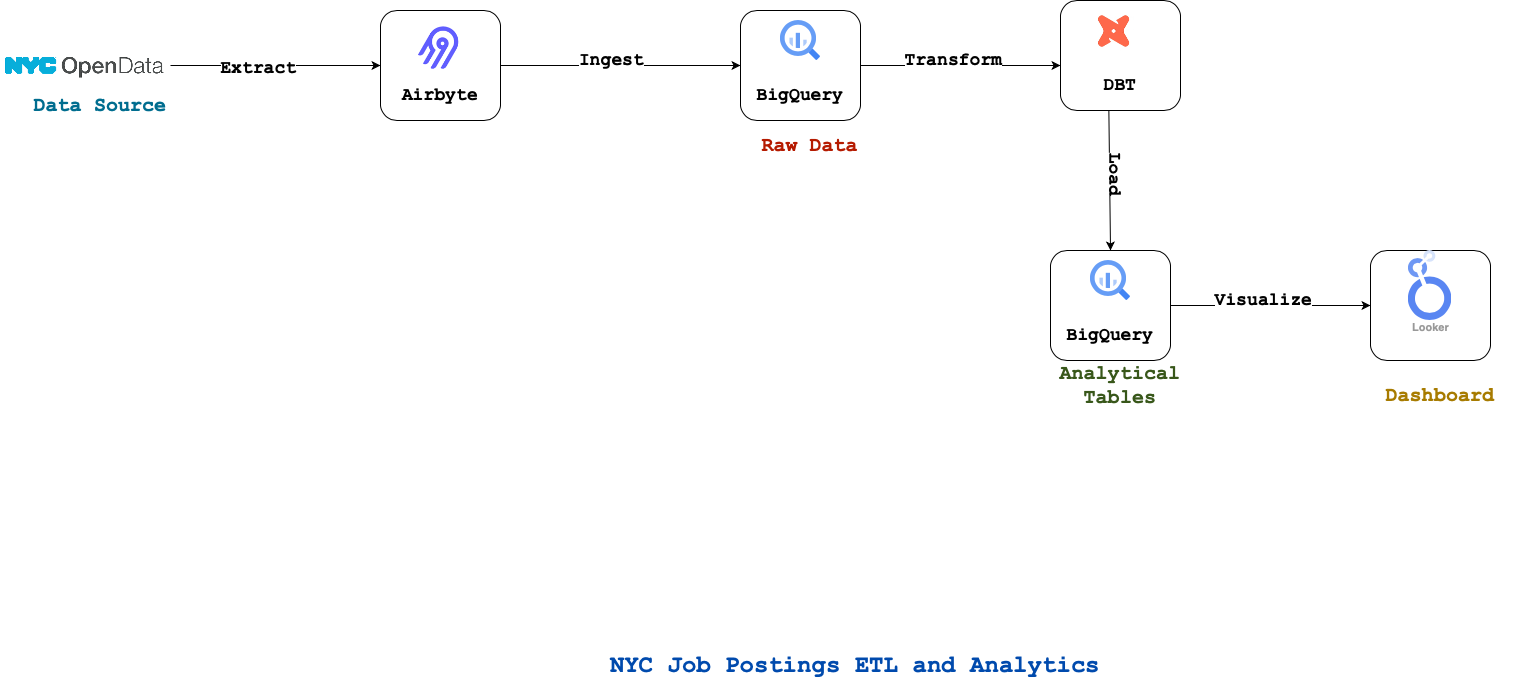 NYC OpenData
Data Source
Extract
Airbyte
Ingest
BigQuery
Raw Data
Transform
DBT
Load
BigQuery
Analytical
Tables
Visualize
Looker
Dashboard
NYC Job Postings ETL and Analytics